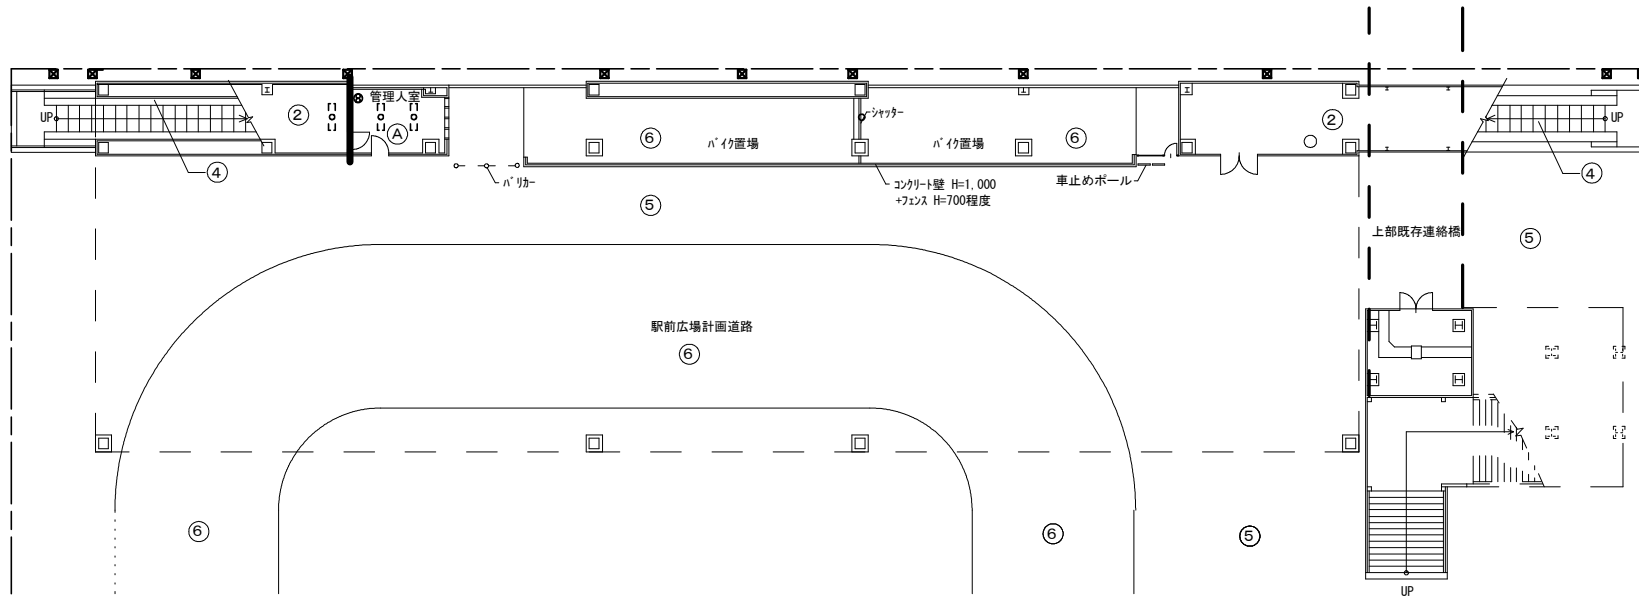 管理人室
UP
②
Ⓐ
④
⑥
バイク置場
シャッター
バイク置場
⑥
②
UP
④
バリカー
コンクリート壁 H=1,000
+フェンス H=700程度
車止めポール
⑤
上部既存連絡橋
⑤
駅前広場計画道路
⑥
⑥
⑥
⑤
UP